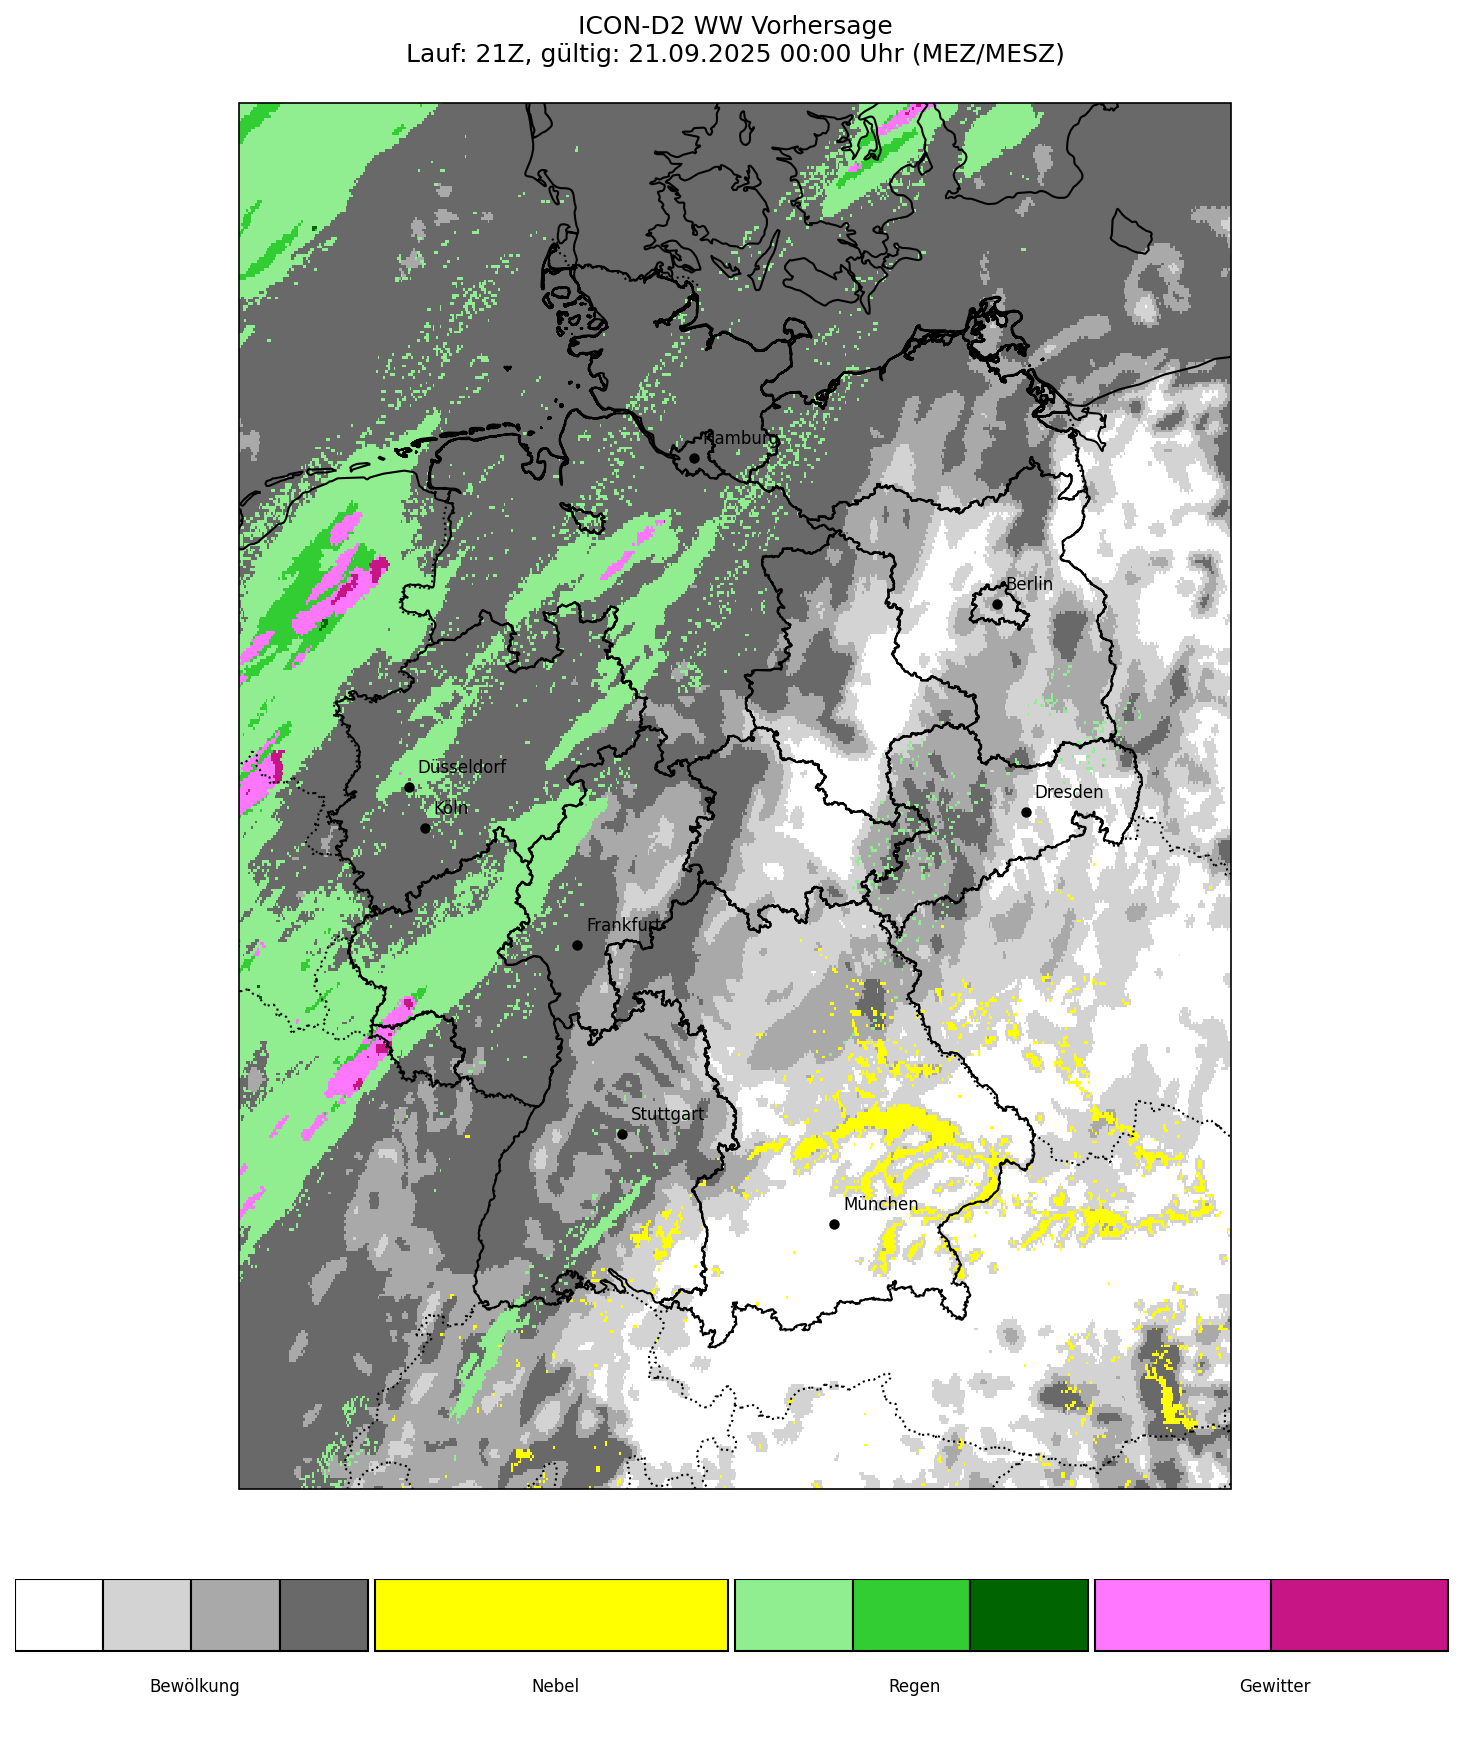 ICON-D2 WW Vorhersage
Lauf: 21Z, gültig: 21.09.2025 00:00 Uhr (MEZ/MESZ)
Hamburg
Berlin
Düsseldorf
Dresden
Köln
Frankfurt
Stuttgart
München
Bewölkung
Nebel
Regen
Gewitter